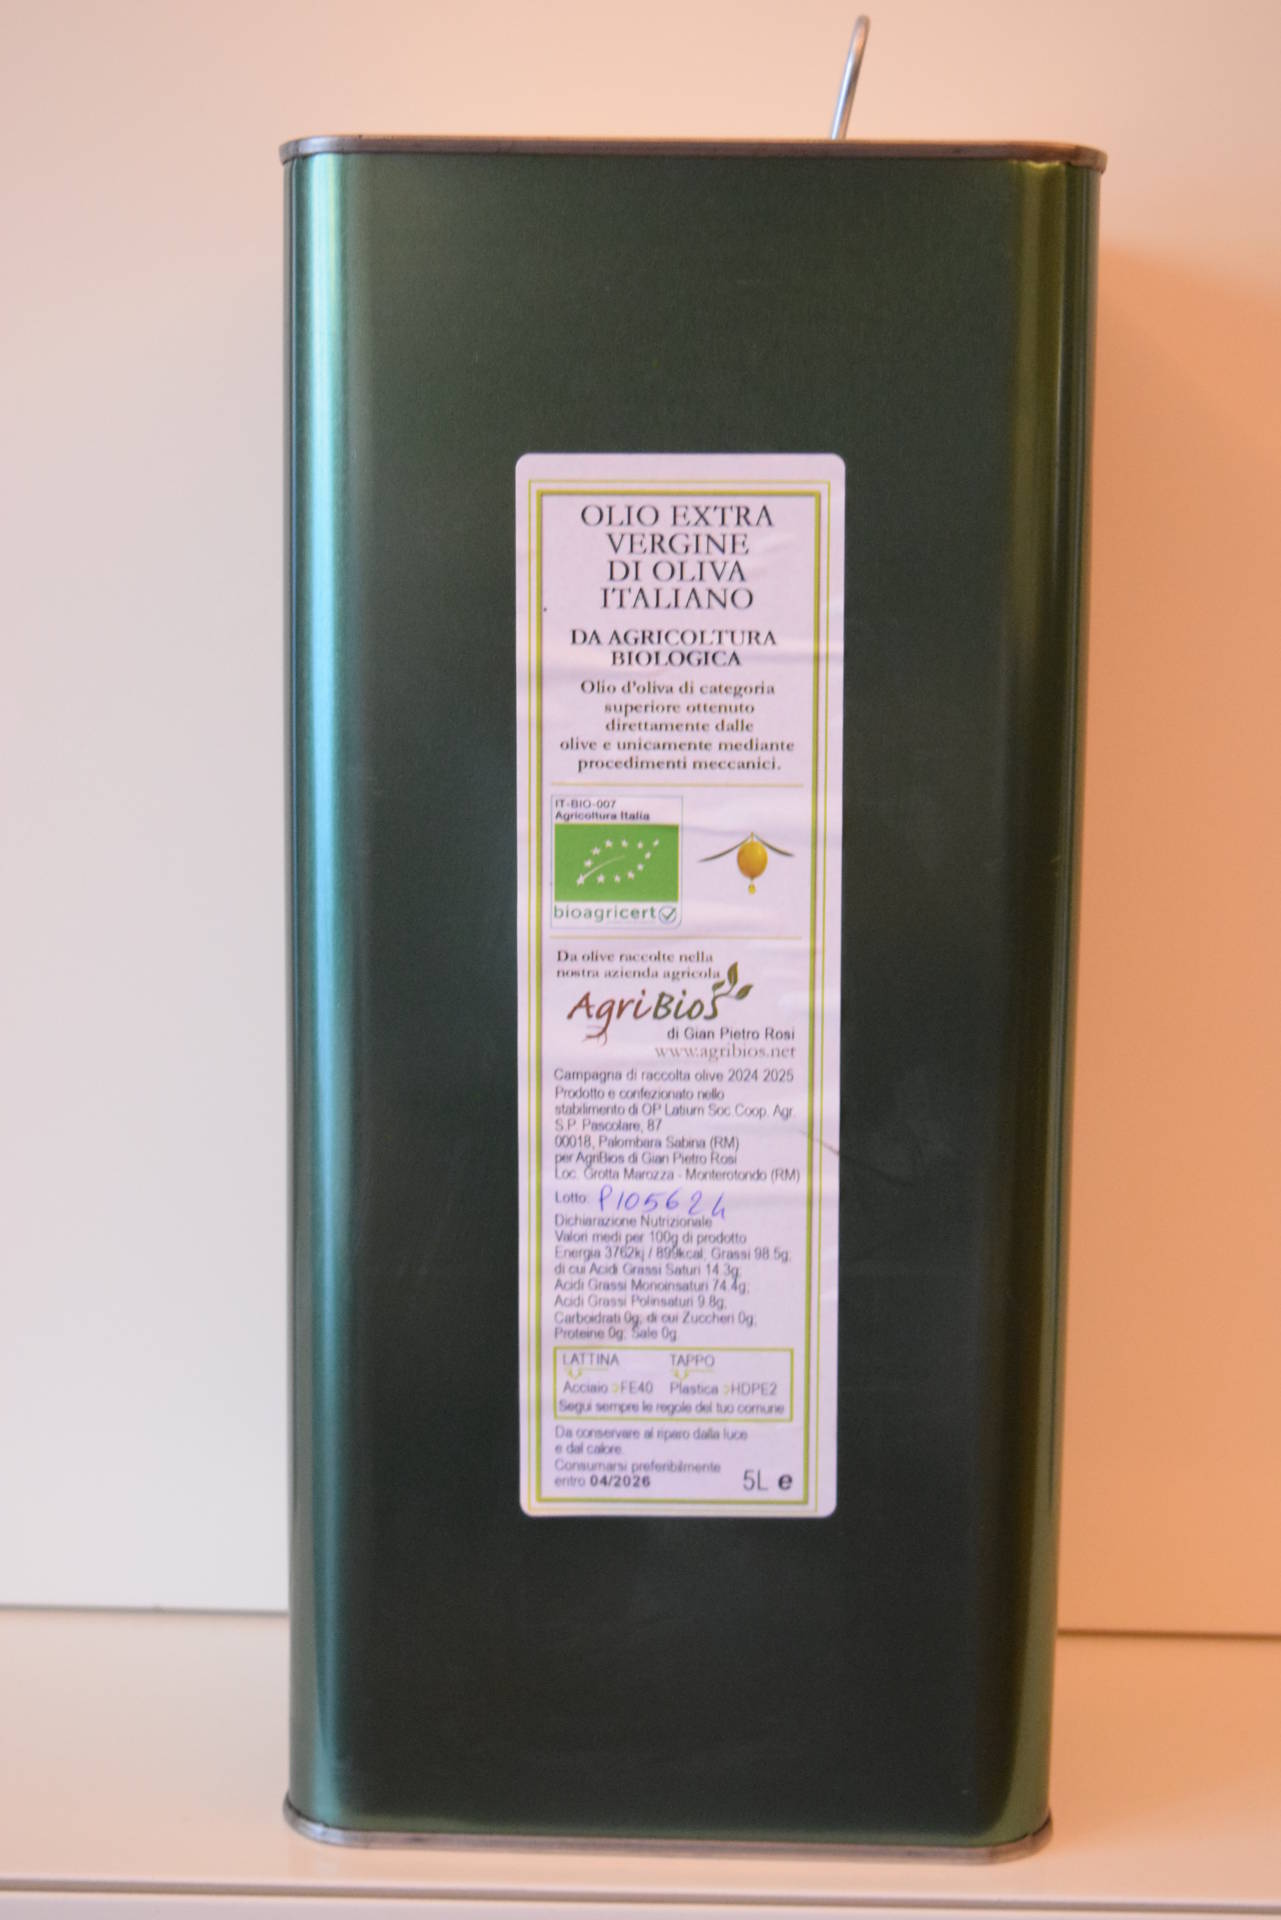 OLIO EXTRA
VERGINE
DI OLIVA
ITALIANO
DA AGRICOLTURA
BIOLOGICA
Olio d'oliva di categoria
superiore ottenuto
direttamente dalle
olive e unicamente mediante
procedimenti meccanici.
IT-BIO-007
Agricoltura Italia
bioagricert
Da olive raccolte nella
nostra azienda agricola
AgriBios
di Gian Pietro Rosi
www.agribios.net
Campagna di raccolta olive 2024 2025
Prodotto e confezionato nello
stabilimento di OP Latium Soc.Coop. Agr.
S.P. Pascolare, 87
00018, Palombara Sabina (RM)
per AgriBios di Gian Pietro Rosi
Loc. Grotta Marozza - Monterotondo (RM)
Lotto: P105624
Dichiarazione Nutrizionale
Valori medi per 100g di prodotto
Energia 3762kj / 899kcal; Grassi 98.5g;
di cui Acidi Grassi Saturi 14.3g;
Acidi Grassi Monoinsaturi 74.4g;
Acidi Grassi Polinsaturi 9.8g;
Carboidrati 0g; di cui Zuccheri 0g;
Proteine 0g; Sale 0g.
LATTINA TAPPO
Acciaio >FE40 Plastica >HDPE2
Segui sempre le regole del tuo comune
Da conservare al riparo dalla luce
e dal calore.
Consumarsi preferibilmente
entro 04/2026 5L e